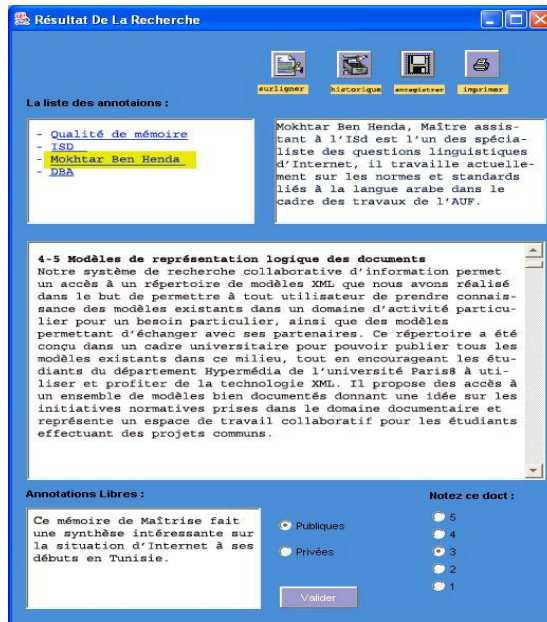 Résultat De La Recherche
surligner
historique
enregistrer
imprimer
La liste des annotaions :
- Qualité de mémoire
- ISD
- Mokhtar Ben Henda
- DBA
Mokhtar Ben Henda, Maître assis-
tant à l'ISd est l'un des spécia-
liste des questions linguistiques
d'Internet, il travaille actuelle-
ment sur les normes et standards
liés à la langue arabe dans le
cadre des travaux de l'AUF.
4-5 Modèles de représentation logique des documents
Notre système de recherche collaborative d'information permet
un accès à un répertoire de modèles XML que nous avons réalisé
dans le but de permettre à tout utilisateur de prendre connais-
sance des modèles existants dans un domaine d'activité particu-
lier pour un besoin particulier, ainsi que des modèles
permettant d'échanger avec ses partenaires. Ce répertoire a été
conçu dans un cadre universitaire pour pouvoir publier tous les
modèles existants dans ce milieu, tout en encourageant les étu-
diants du département Hypermédia de l'université Paris8 à uti-
liser et profiter de la technologie XML. Il propose des accès à
un ensemble de modèles bien documentés donnant une idée sur les
initiatives normatives prises dans le domaine documentaire et
représente un espace de travail collaboratif pour les étudiants
effectuant des projets communs.
Annotations Libres :
Ce mémoire de Maîtrise fait
une synthèse intéressante sur
la situation d'Internet à ses
débuts en Tunisie.
Publiques
Privées
Valider
Notez ce doct :
5
4
3
2
1